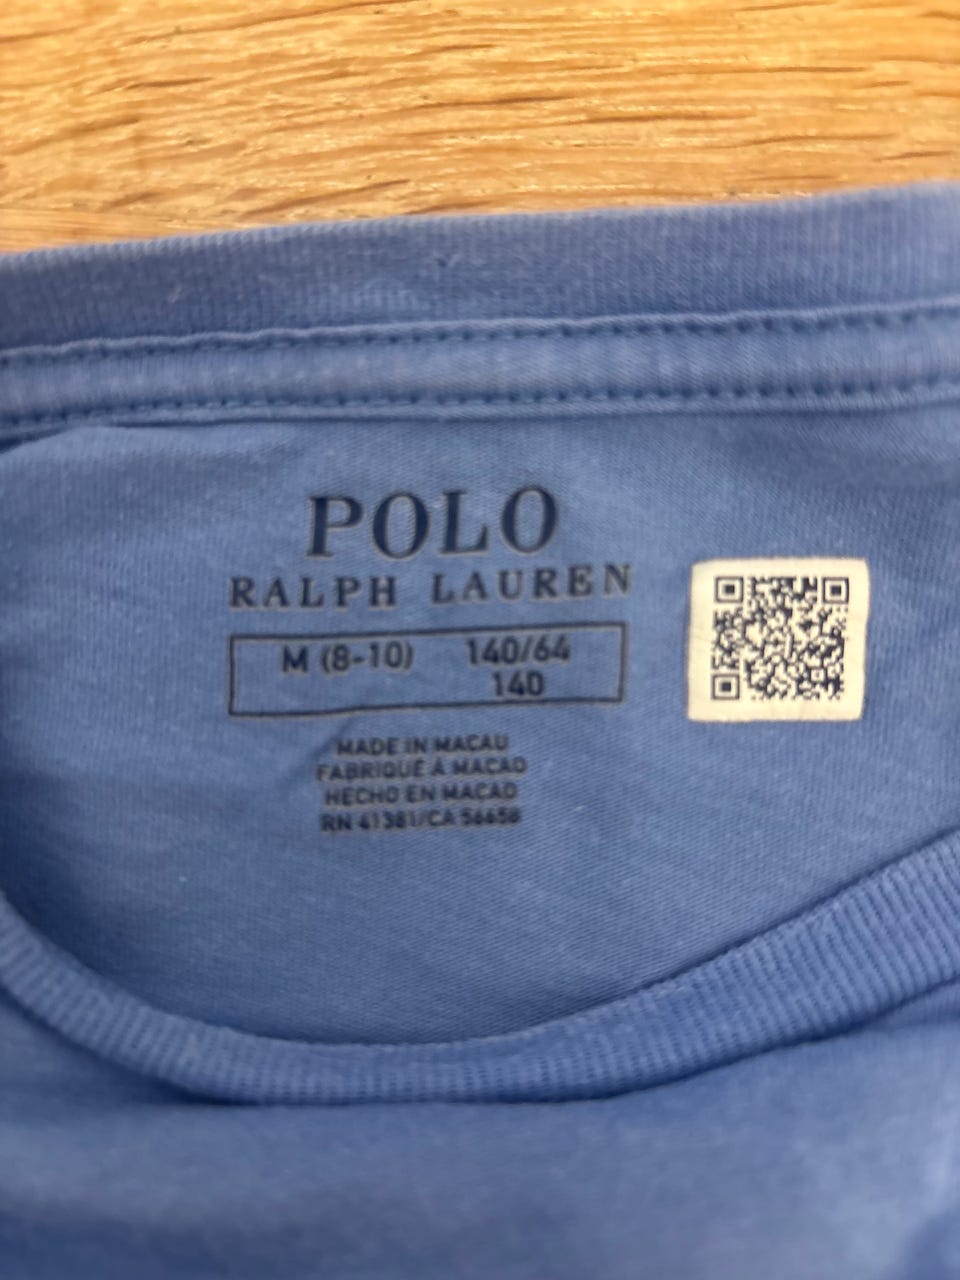 POLO
RALPH LAUREN
M (8-10) 140/64
140
MADE IN MACAU
FABRIQUÉ À MACAO
HECHO EN MACAO
RN 41381/CA 56658